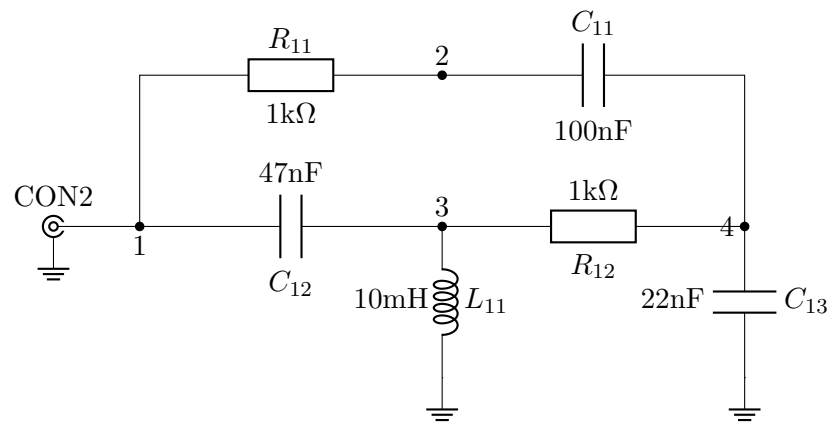 C11
R11
2
1kΩ
100nF
47nF
1kΩ
CON2
3
4
1
C12
R12
10mH
L11
22nF
C13